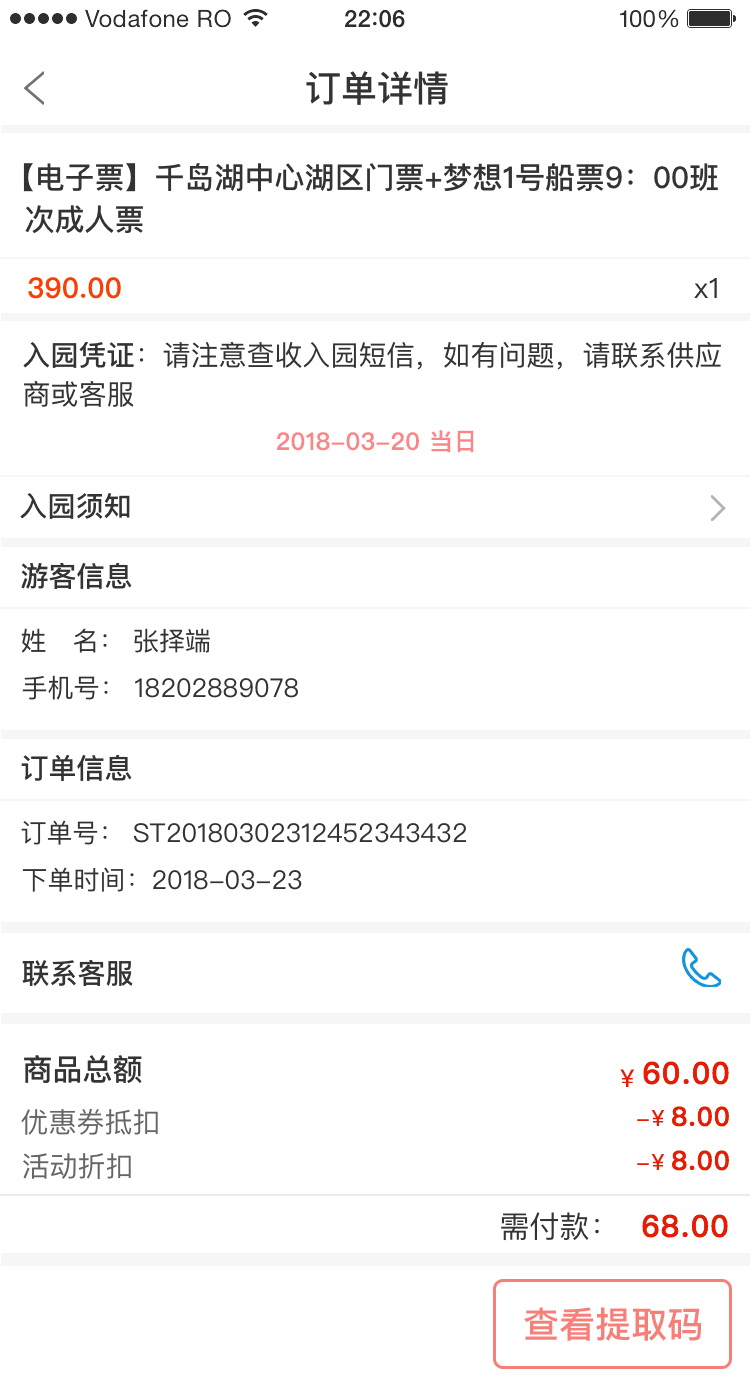 Vodafone RO 22:06 100%
订单详情
【电子票】千岛湖中心湖区门票+梦想1号船票9：00班
次成人票
390.00 x1
入园凭证：请注意查收入园短信，如有问题，请联系供应
商或客服
2018-03-20 当日
入园须知
游客信息
姓 名： 张择端
手机号： 18202889078
订单信息
订单号： ST20180302312452343432
下单时间：2018-03-23
联系客服
商品总额 ¥ 60.00
优惠券抵扣 -¥ 8.00
活动折扣 -¥ 8.00
需付款： 68.00
查看提取码